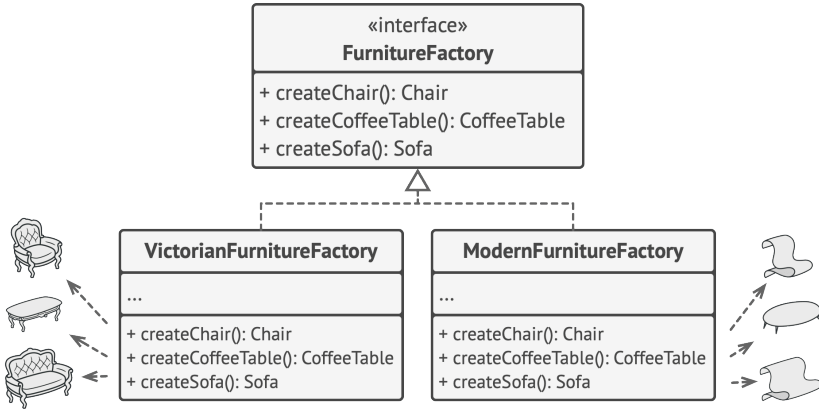 «interface»
FurnitureFactory
+ createChair(): Chair
+ createCoffeeTable(): CoffeeTable
+ createSofa(): Sofa
VictorianFurnitureFactory
...
+ createChair(): Chair
+ createCoffeeTable(): CoffeeTable
+ createSofa(): Sofa
ModernFurnitureFactory
...
+ createChair(): Chair
+ createCoffeeTable(): CoffeeTable
+ createSofa(): Sofa